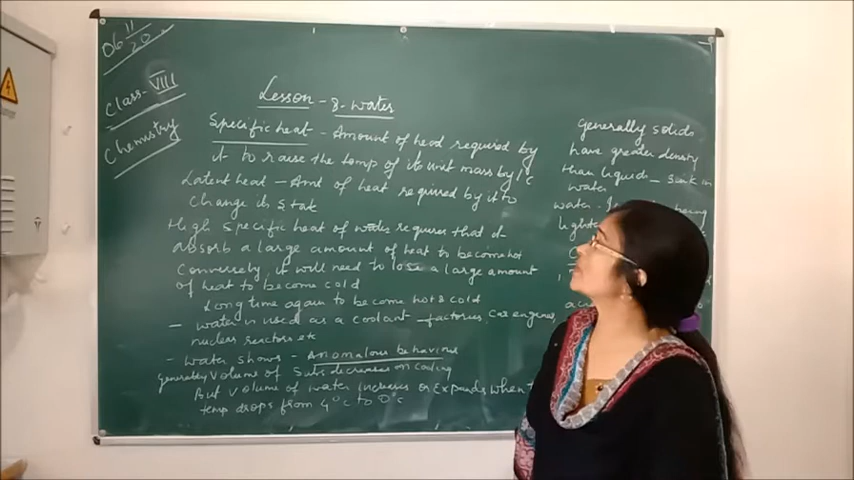 06/11/20
Class- VIII
Chemistry
Lesson - 8- water
Specific heat - Amount of head required by
it to raise the temp of its unit mass by 1°C
Latent heat - Amt of heat required by it to
change its state
High specific heat of water requires that it
absorb a large amount of heat to become hot
Conversely, it will need to lose a large amount
of heat to become cold
Long time again to become hot & cold
- water in used as a coolant - factories, car engines,
nuclear reactors etc
- water shows - Anomalous behaviour
generally volume of Sub decreases on cooling
But volume of water increases or Expands when
temp drops from 4°C to 0°C
generally solids
have greater density
than liquid - sink in
water
water.
being
light